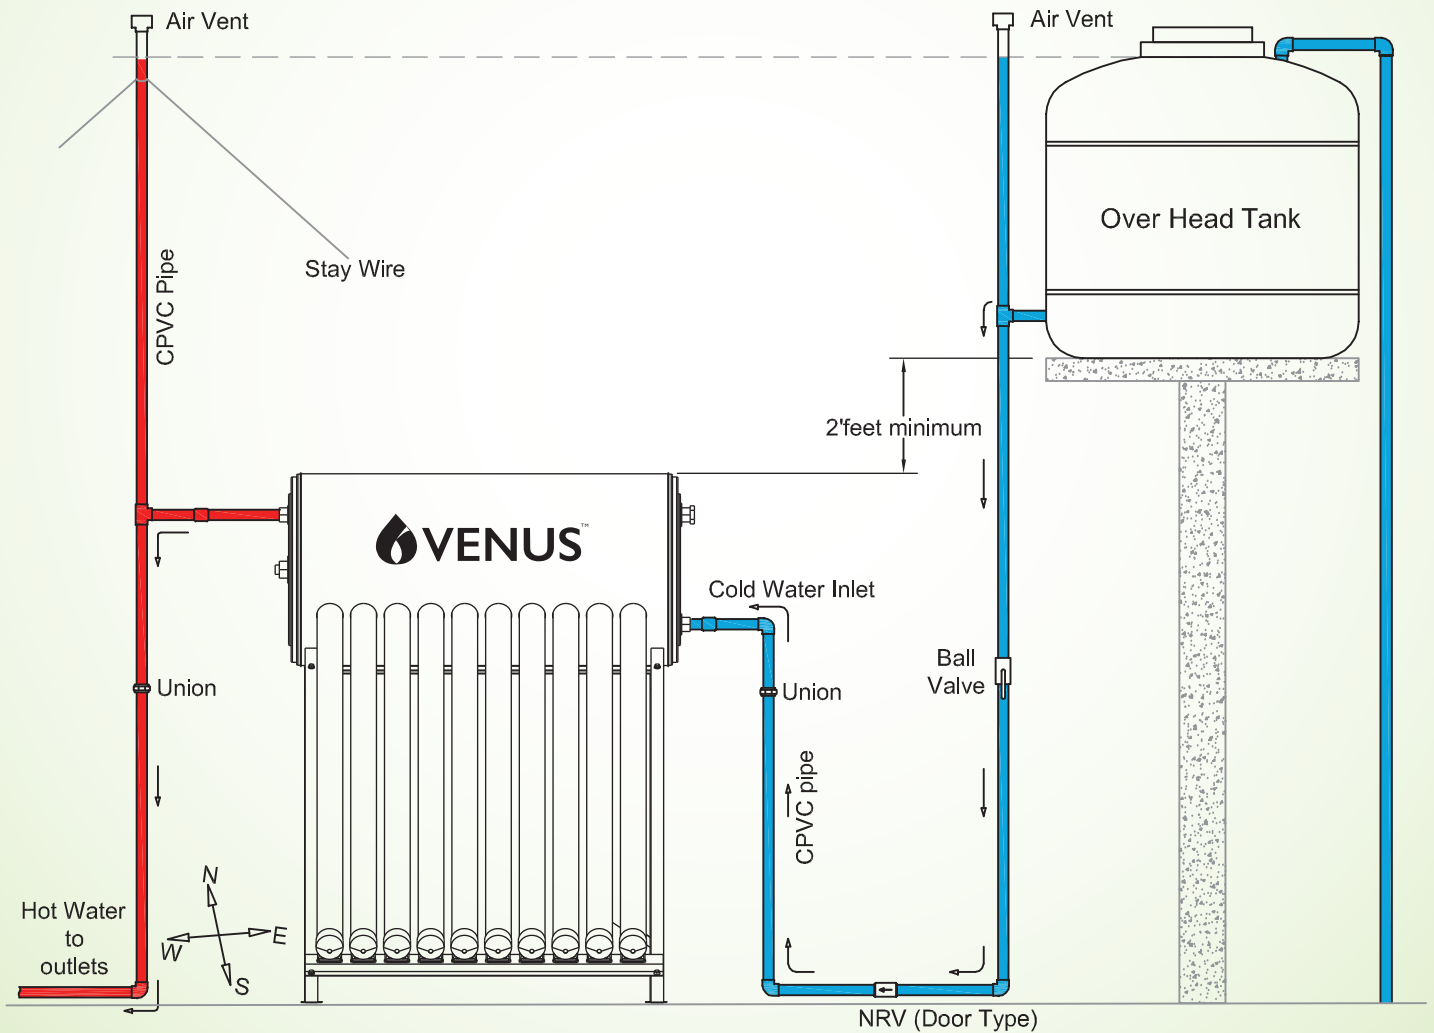 Air Vent
Air Vent
Over Head Tank
Stay Wire
CPVC Pipe
2'feet minimum
VENUS™
Cold Water Inlet
Ball
Valve
Union
Union
CPVC pipe
N
W
E
S
Hot Water
to
outlets
NRV (Door Type)